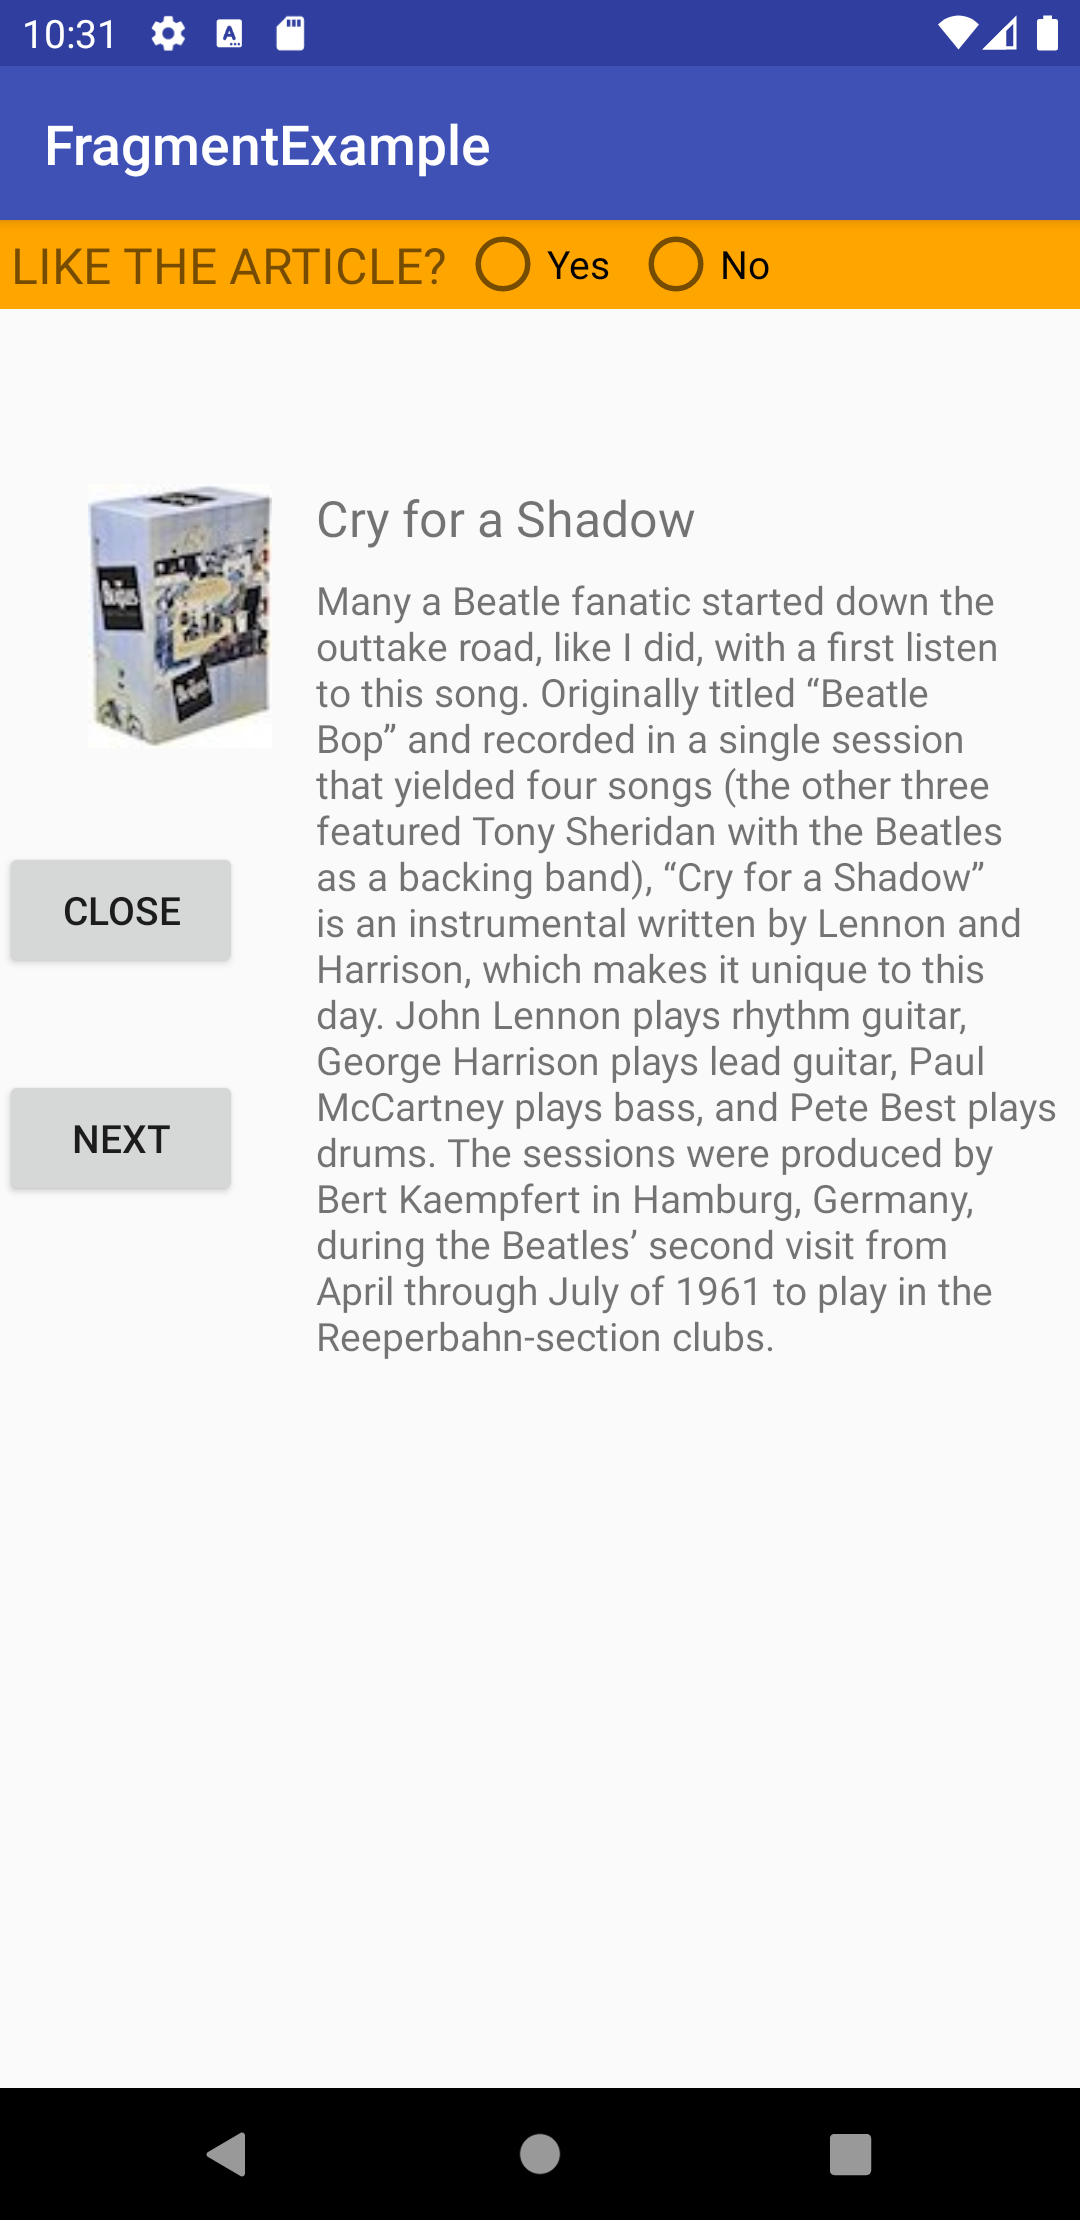 10:31
FragmentExample
LIKE THE ARTICLE? Yes No
Cry for a Shadow
Many a Beatle fanatic started down the
outtake road, like I did, with a first listen
to this song. Originally titled “Beatle
Bop” and recorded in a single session
that yielded four songs (the other three
featured Tony Sheridan with the Beatles
as a backing band), “Cry for a Shadow”
is an instrumental written by Lennon and
Harrison, which makes it unique to this
day. John Lennon plays rhythm guitar,
George Harrison plays lead guitar, Paul
McCartney plays bass, and Pete Best plays
drums. The sessions were produced by
Bert Kaempfert in Hamburg, Germany,
during the Beatles’ second visit from
April through July of 1961 to play in the
Reeperbahn-section clubs.
CLOSE
NEXT